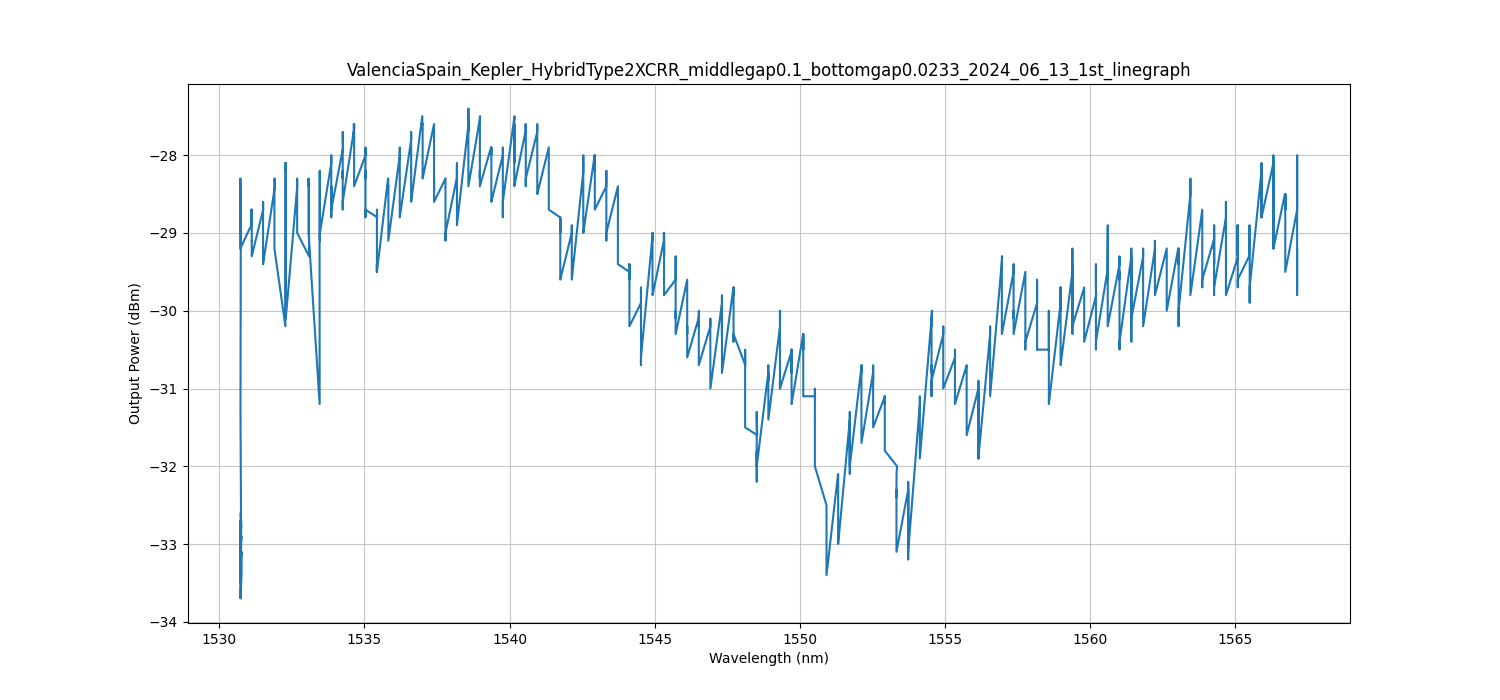 ValenciaSpain_Kepler_HybridType2XCRR_middlegap0.1_bottomgap0.0233_2024_06_13_1st_linegraph
Output Power (dBm)
−28
−29
−30
−31
−32
−33
−34
1530 1535 1540 1545 1550 1555 1560 1565
Wavelength (nm)